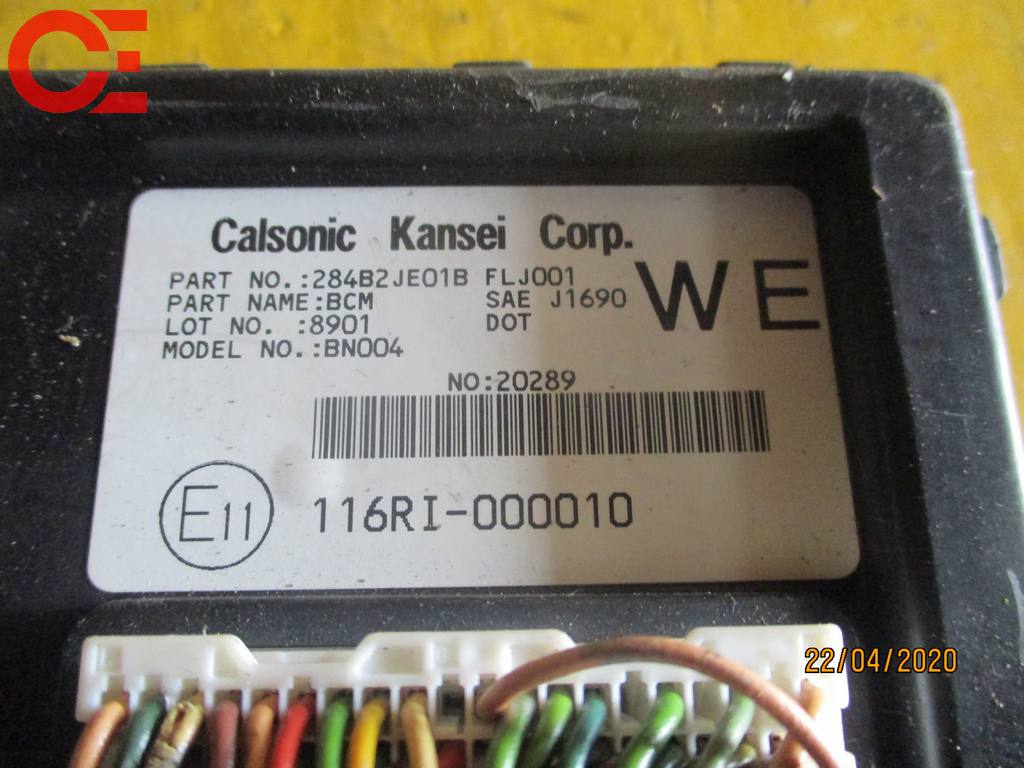 CE
Calsonic Kansei Corp.
PART NO.:284B2JE01B FLJ001
PART NAME:BCM SAE J1690
LOT NO. :8901 DOT
MODEL NO.:BN004
WE
NO:20289
E11 116RI-000010
22/04/2020